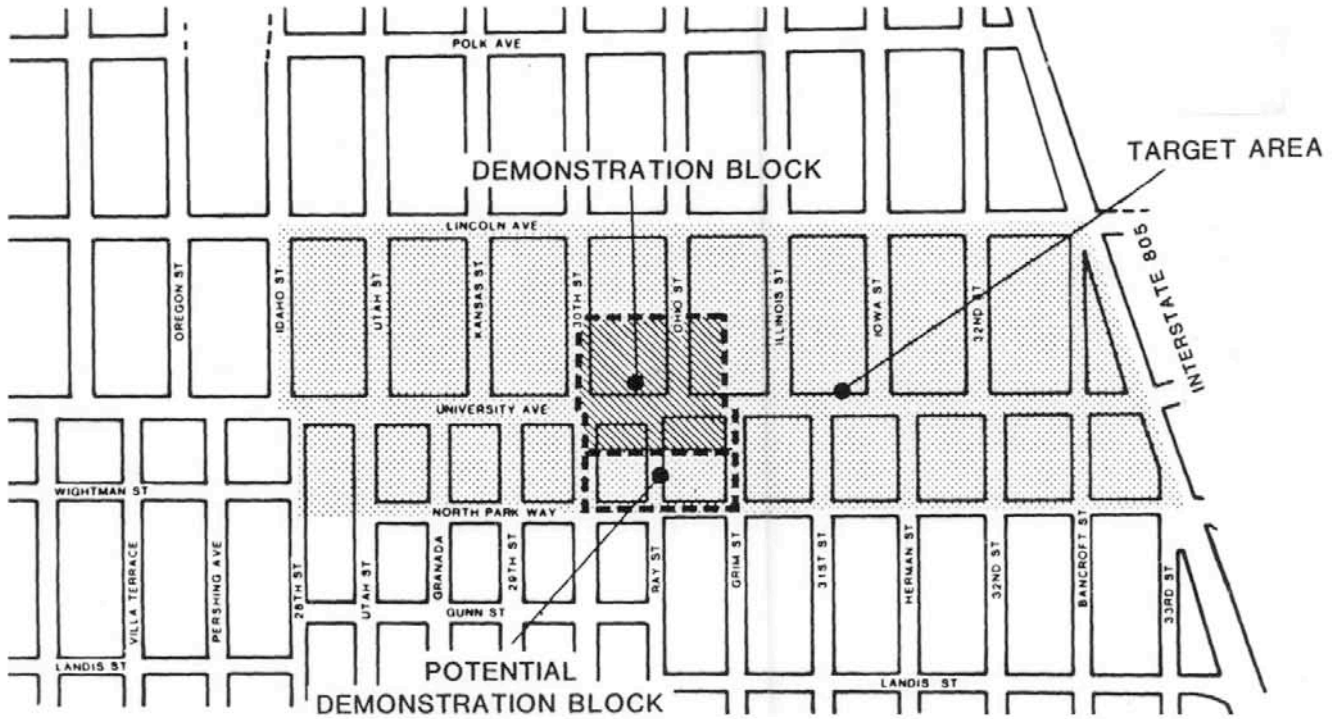 POLK AVE
DEMONSTRATION BLOCK
TARGET AREA
LINCOLN AVE
OREGON ST
IDAHO ST
UTAH ST
KANSAS ST
30TH ST
OHIO ST
ILLINOIS ST
IOWA ST
32ND ST
INTERSTATE 805
UNIVERSITY AVE
WIGHTMAN ST
NORTH PARK WAY
VILLA TERRACE
PERSHING AVE
28TH ST
UTAH ST
GRANADA
29TH ST
RAY ST
GRIM ST
31ST ST
HERMAN ST
32ND ST
BANCROFT ST
33RD ST
GUNN ST
LANDIS ST
POTENTIAL
DEMONSTRATION BLOCK
LANDIS ST